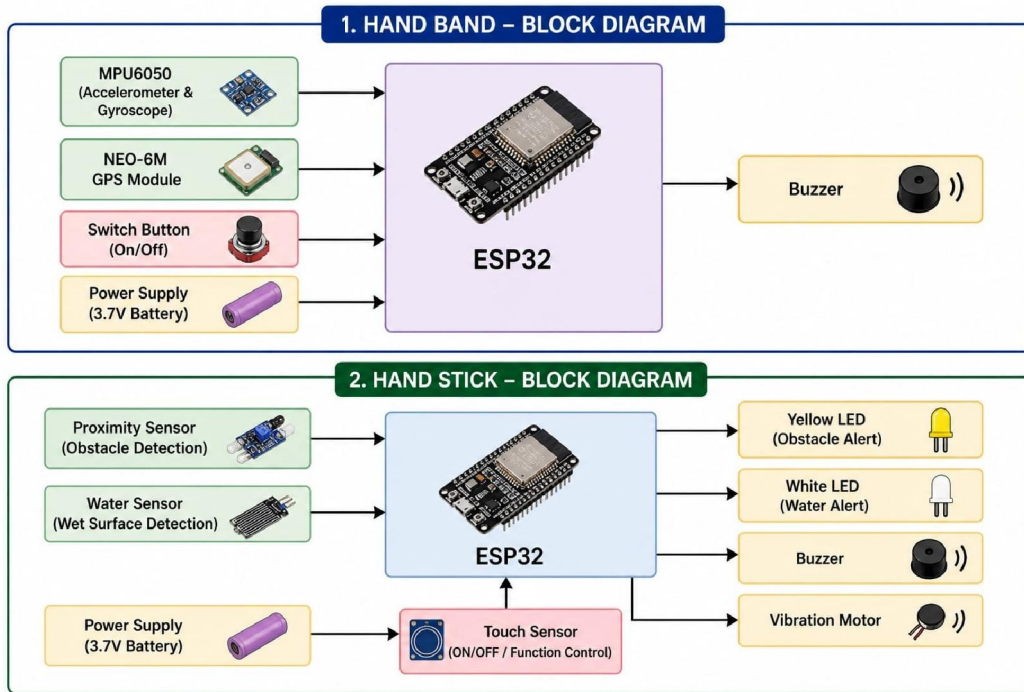 1. HAND BAND – BLOCK DIAGRAM
MPU6050
(Accelerometer &
Gyroscope)
NEO-6M
GPS Module
Switch Button
(On/Off)
Power Supply
(3.7V Battery)
ESP32
Buzzer
2. HAND STICK – BLOCK DIAGRAM
Proximity Sensor
(Obstacle Detection)
Water Sensor
(Wet Surface Detection)
Power Supply
(3.7V Battery)
ESP32
Touch Sensor
(ON/OFF / Function Control)
Yellow LED
(Obstacle Alert)
White LED
(Water Alert)
Buzzer
Vibration Motor